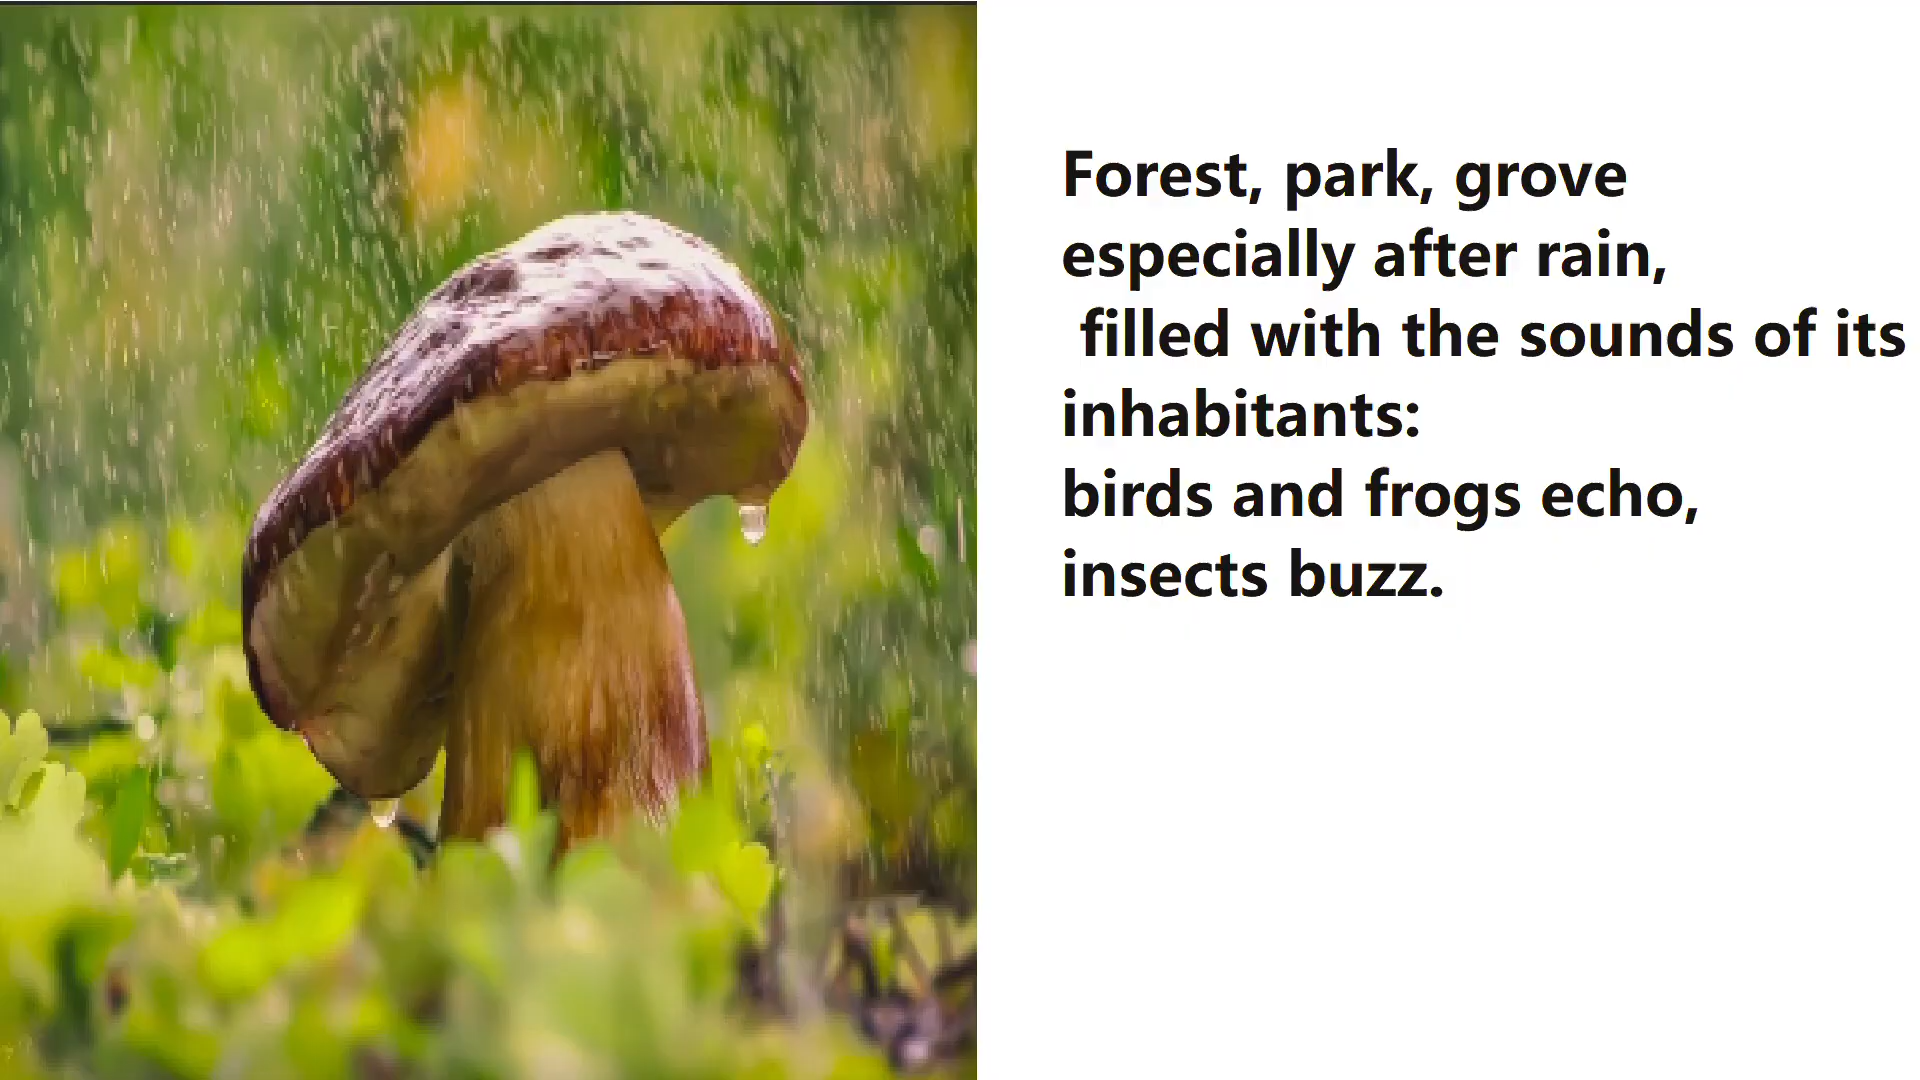 Forest, park, grove
especially after rain,
filled with the sounds of its
inhabitants:
birds and frogs echo,
insects buzz.